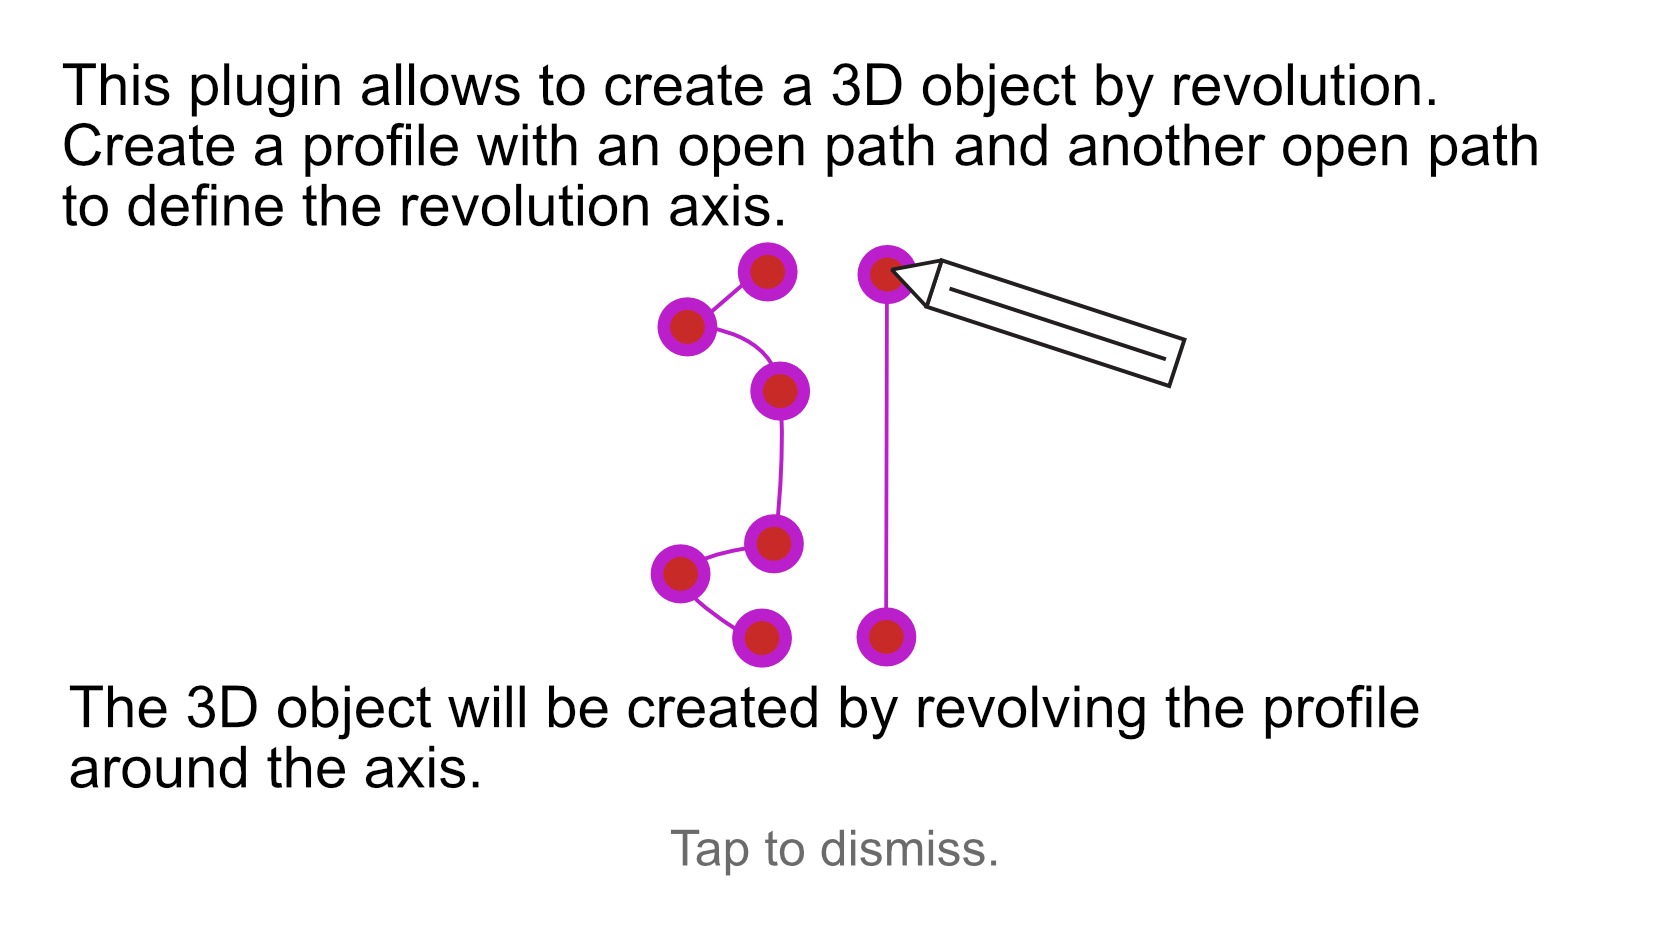 This plugin allows to create a 3D object by revolution.
Create a profile with an open path and another open path
to define the revolution axis.
The 3D object will be created by revolving the profile
around the axis.
Tap to dismiss.